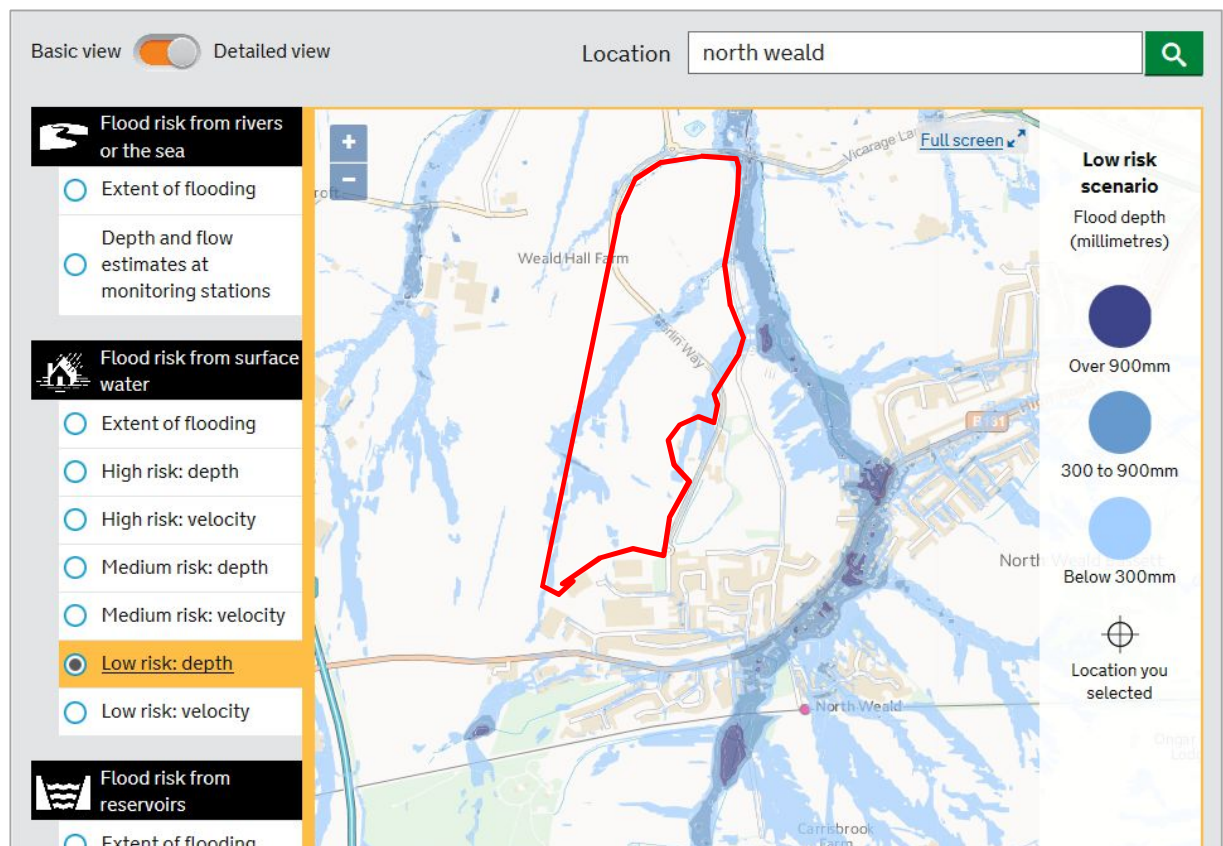 Basic view
Detailed view
Location
north weald
Flood risk from rivers
or the sea
Extent of flooding
Depth and flow
estimates at
monitoring stations
Flood risk from surface
water
Extent of flooding
High risk: depth
High risk: velocity
Medium risk: depth
Medium risk: velocity
Low risk: depth
Low risk: velocity
Flood risk from
reservoirs
Extent of flooding
+
−
Full screen
Vicarage La
Weald Hall Farm
Merlin Way
North Weald Bassett
North Weald
Carrisbrook
Farm
Ongar
Low risk
scenario
Flood depth
(millimetres)
Over 900mm
300 to 900mm
Below 300mm
Location you
selected